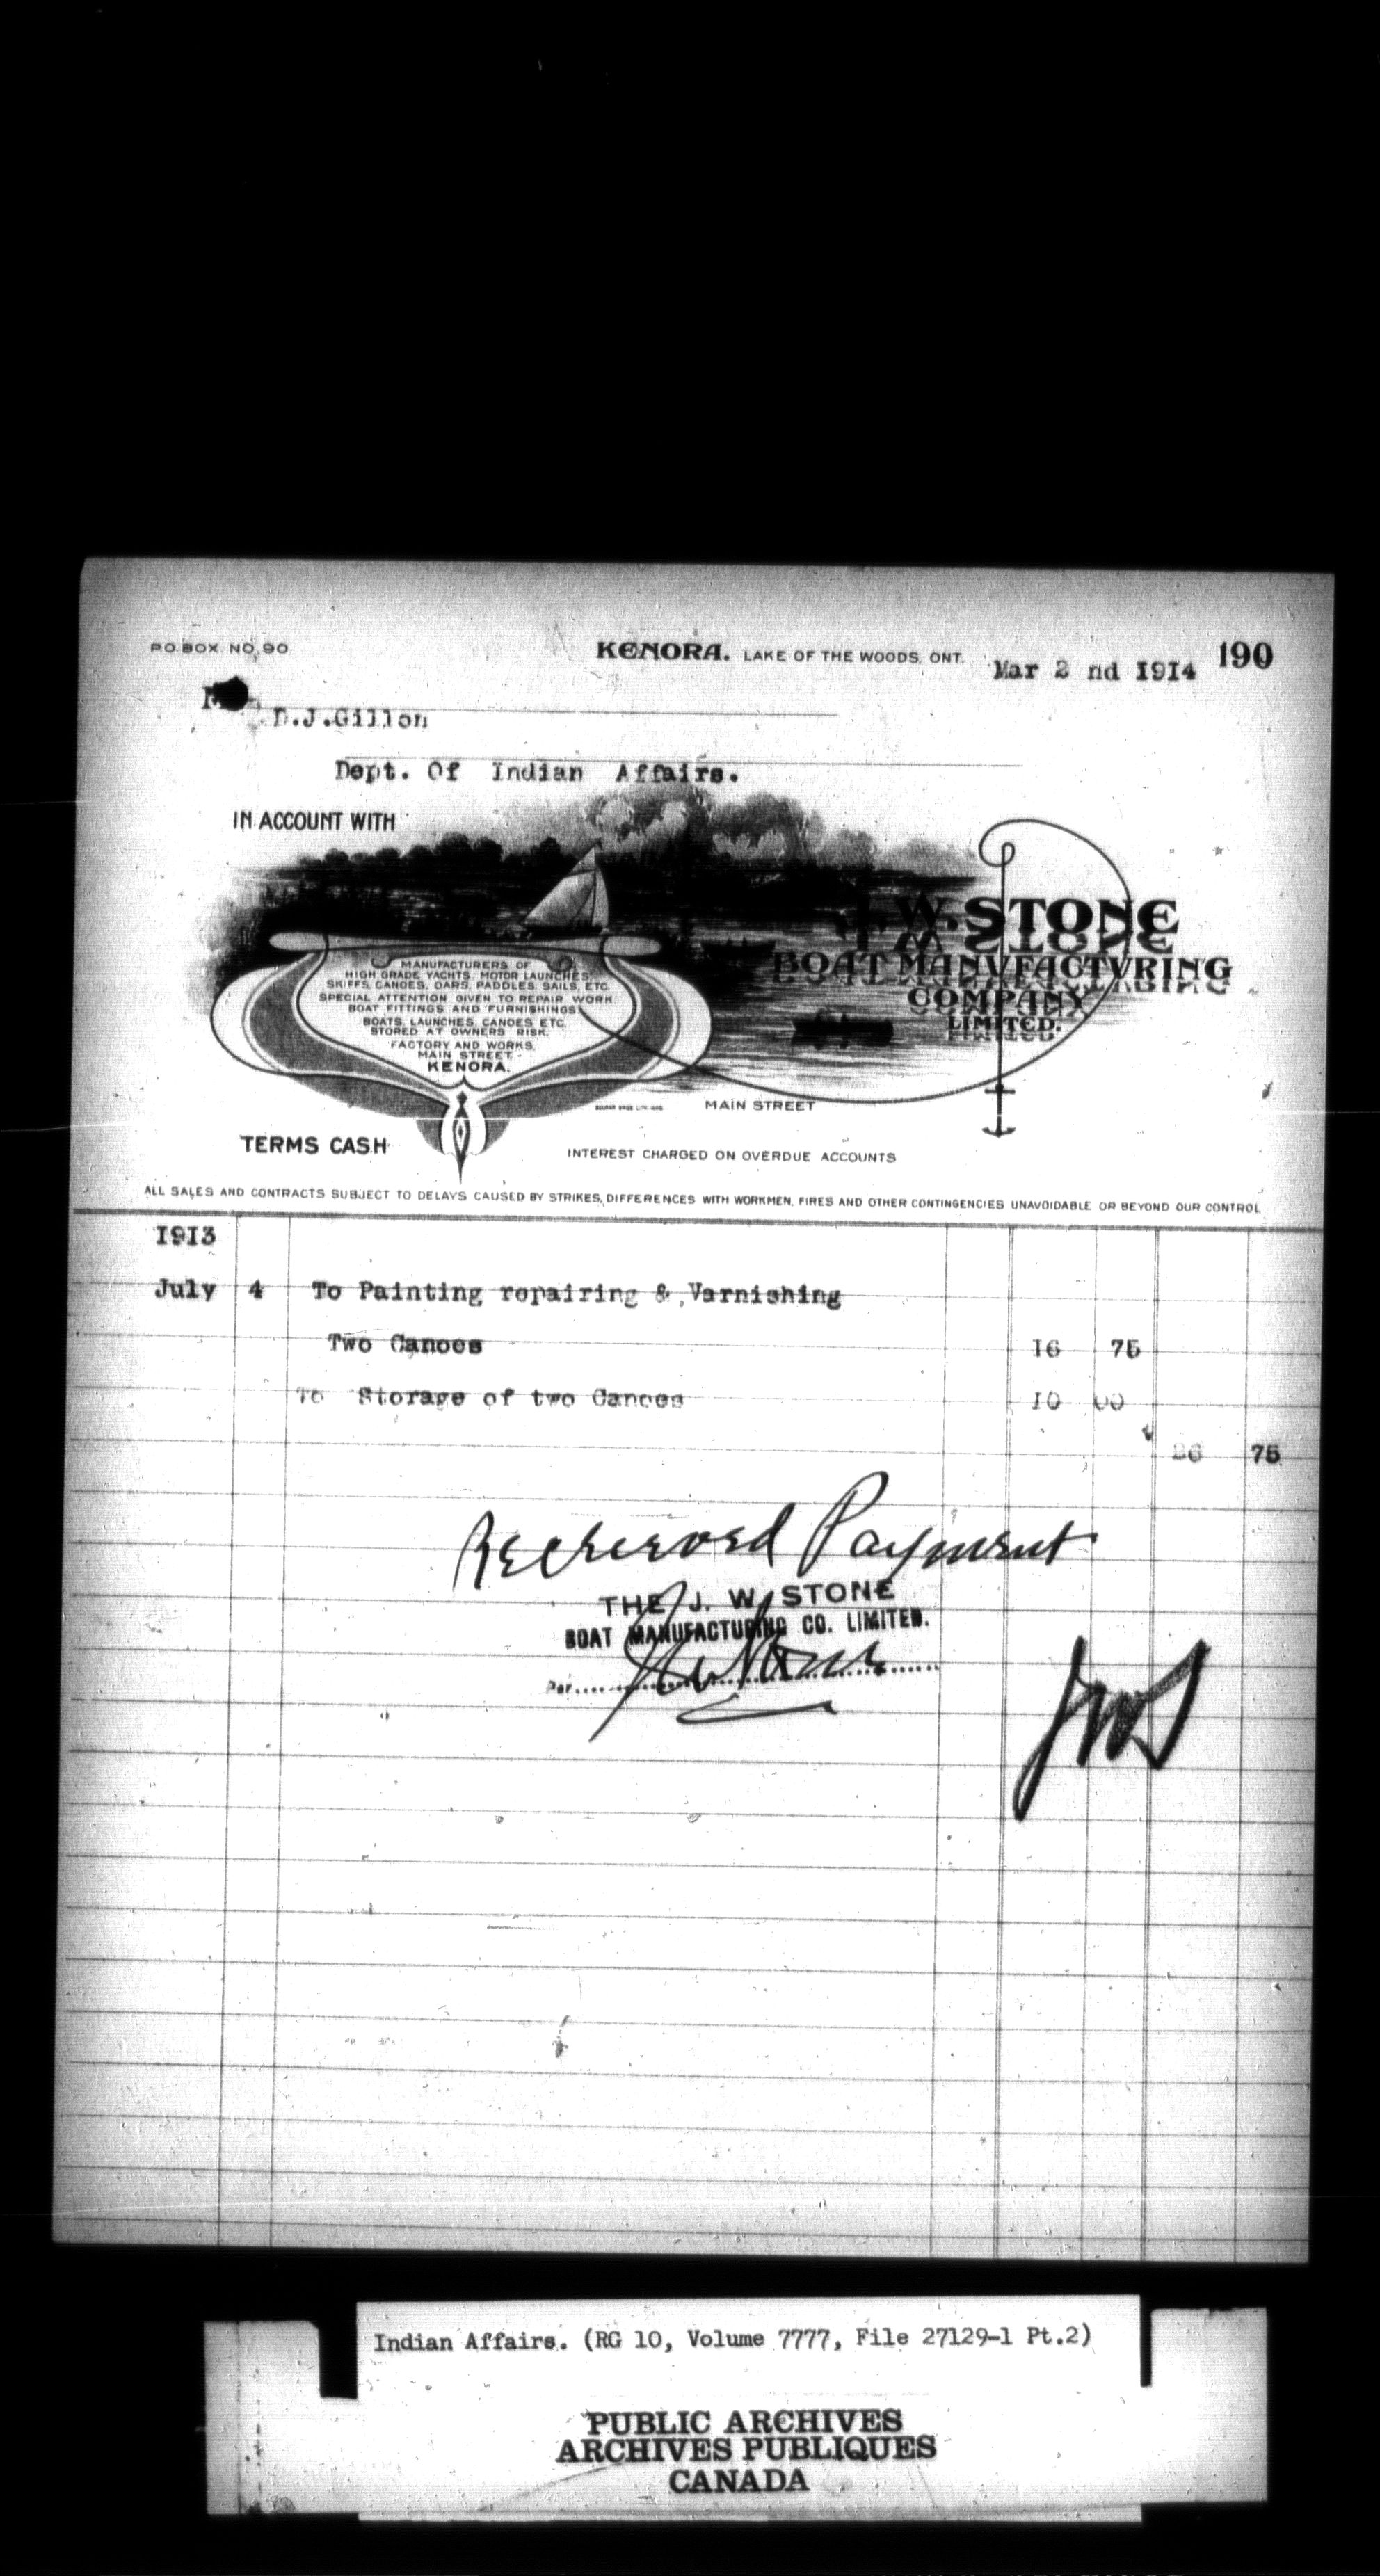 P.O. BOX. NO. 90
KENORA. LAKE OF THE WOODS, ONT. Mar 2 nd 1914 190
D.J.Gillon
Dept. Of Indian Affairs.
IN ACCOUNT WITH
J.W. STONE
BOAT MANUFACTURING
COMPANY
LIMITED.
MANUFACTURERS OF
HIGH GRADE YACHTS, MOTOR LAUNCHES,
SKIFFS, CANOES, OARS, PADDLES, SAILS, ETC.
SPECIAL ATTENTION GIVEN TO REPAIR WORK
BOAT FITTINGS AND FURNISHINGS
BOATS, LAUNCHES, CANOES ETC.
STORED AT OWNERS RISK.
FACTORY AND WORKS,
MAIN STREET,
KENORA.
MAIN STREET
TERMS CASH
INTEREST CHARGED ON OVERDUE ACCOUNTS
ALL SALES AND CONTRACTS SUBJECT TO DELAYS CAUSED BY STRIKES, DIFFERENCES WITH WORKMEN, FIRES AND OTHER CONTINGENCIES UNAVOIDABLE OR BEYOND OUR CONTROL
1913
July 4 To Painting repairing & Varnishing
Two Canoes 16 75
To Storage of two Canoes 10 00
26 75
Received Payment
THE J. W. STONE
BOAT MANUFACTURING CO. LIMITED.
Per. J W Stone
JWS
Indian Affairs. (RG 10, Volume 7777, File 27129-1 Pt.2)
PUBLIC ARCHIVES
ARCHIVES PUBLIQUES
CANADA